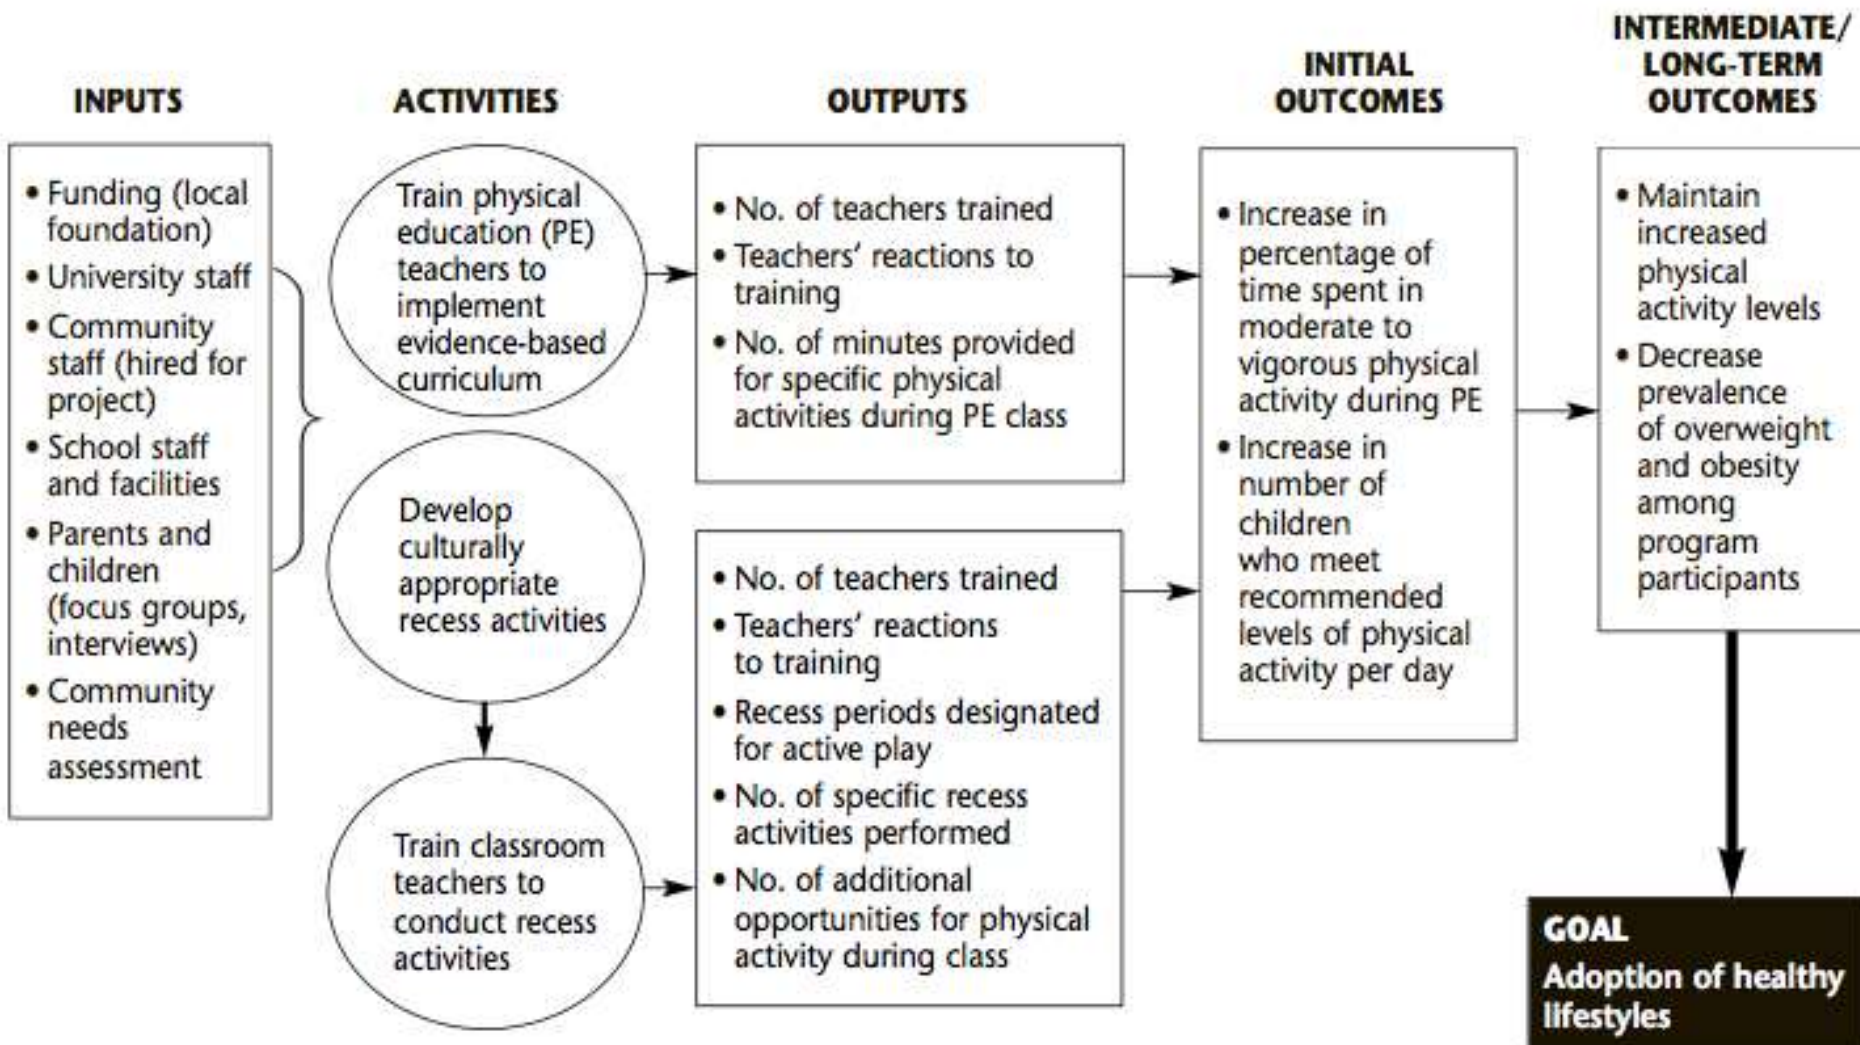 INPUTS
• Funding (local
foundation)
• University staff
• Community
staff (hired for
project)
• School staff
and facilities
• Parents and
children
(focus groups,
interviews)
• Community
needs
assessment
ACTIVITIES
Train physical
education (PE)
teachers to
implement
evidence-based
curriculum
Develop
culturally
appropriate
recess activities
Train classroom
teachers to
conduct recess
activities
OUTPUTS
• No. of teachers trained
• Teachers' reactions to
training
• No. of minutes provided
for specific physical
activities during PE class
• No. of teachers trained
• Teachers' reactions
to training
• Recess periods designated
for active play
• No. of specific recess
activities performed
• No. of additional
opportunities for physical
activity during class
INITIAL
OUTCOMES
• Increase in
percentage of
time spent in
moderate to
vigorous physical
activity during PE
• Increase in
number of
children
who meet
recommended
levels of physical
activity per day
INTERMEDIATE/
LONG-TERM
OUTCOMES
• Maintain
increased
physical
activity levels
• Decrease
prevalence
of overweight
and obesity
among
program
participants
GOAL
Adoption of healthy
lifestyles